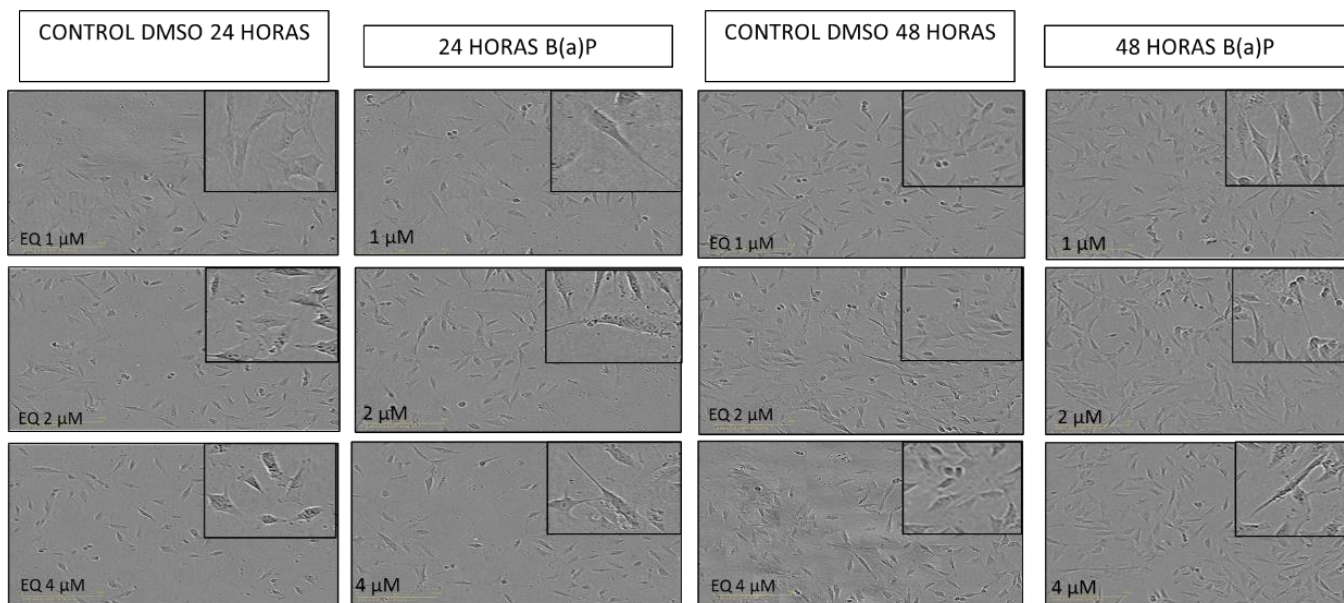 CONTROL DMSO 24 HORAS
24 HORAS B(a)P
CONTROL DMSO 48 HORAS
48 HORAS B(a)P
EQ 1 µM
1 µM
EQ 1 µM
1 µM
EQ 2 µM
2 µM
EQ 2 µM
2 µM
EQ 4 µM
4 µM
EQ 4 µM
4 µM